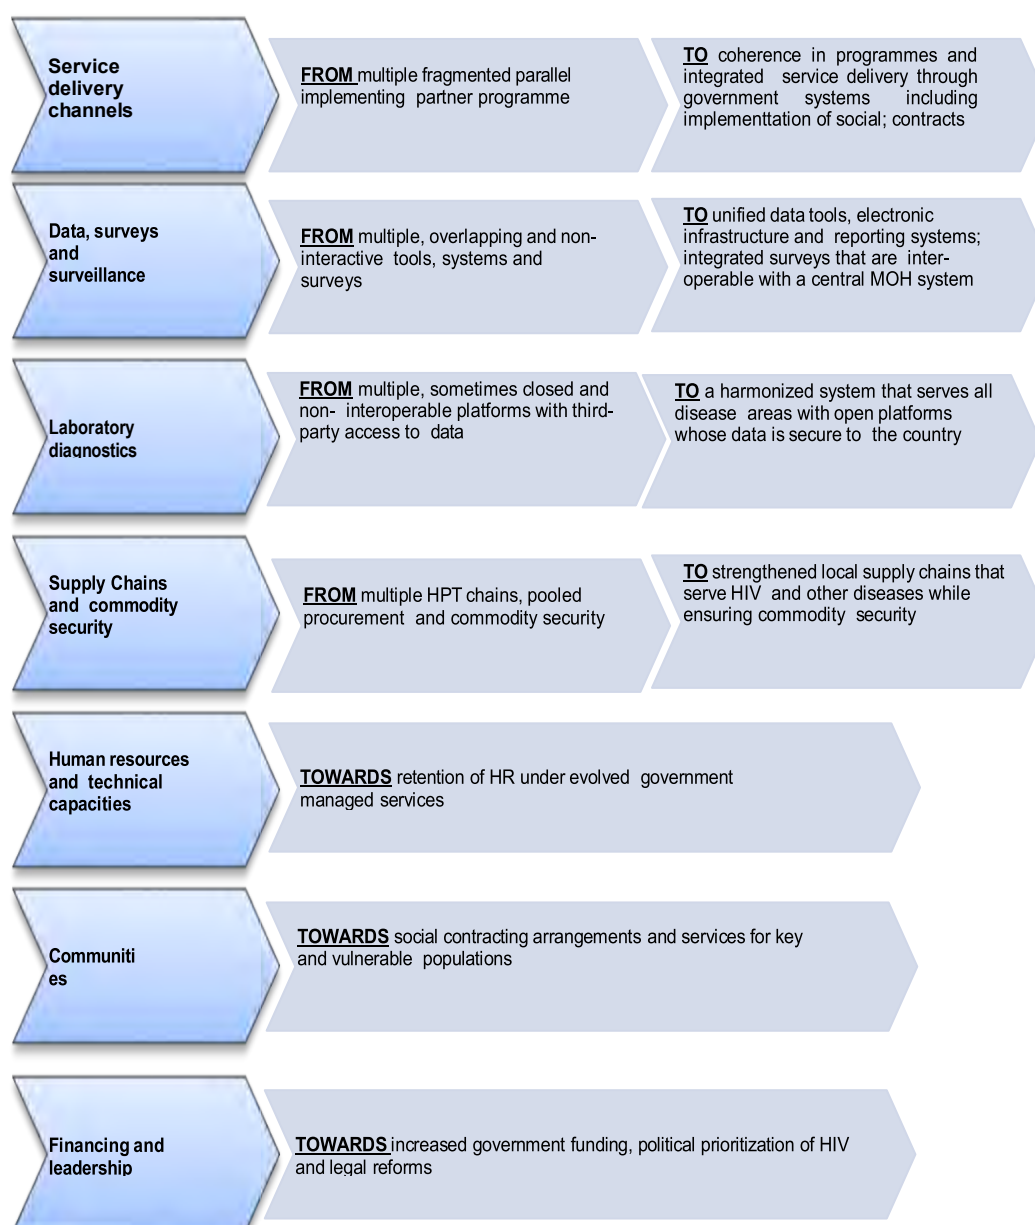 Service
delivery
channels
FROM multiple fragmented parallel
implementing partner programme
TO coherence in programmes and
integrated service delivery through
government systems including
implementtation of social; contracts
Data, surveys
and
surveillance
FROM multiple, overlapping and non-
interactive tools, systems and
surveys
TO unified data tools, electronic
infrastructure and reporting systems;
integrated surveys that are inter-
operable with a central MOH system
Laboratory
diagnostics
FROM multiple, sometimes closed and
non- interoperable platforms with third-
party access to data
TO a harmonized system that serves all
disease areas with open platforms
whose data is secure to the country
Supply Chains
and commodity
security
FROM multiple HPT chains, pooled
procurement and commodity security
TO strengthened local supply chains that
serve HIV and other diseases while
ensuring commodity security
Human resources
and technical
capacities
TOWARDS retention of HR under evolved government
managed services
Communiti
es
TOWARDS social contracting arrangements and services for key
and vulnerable populations
Financing and
leadership
TOWARDS increased government funding, political prioritization of HIV
and legal reforms